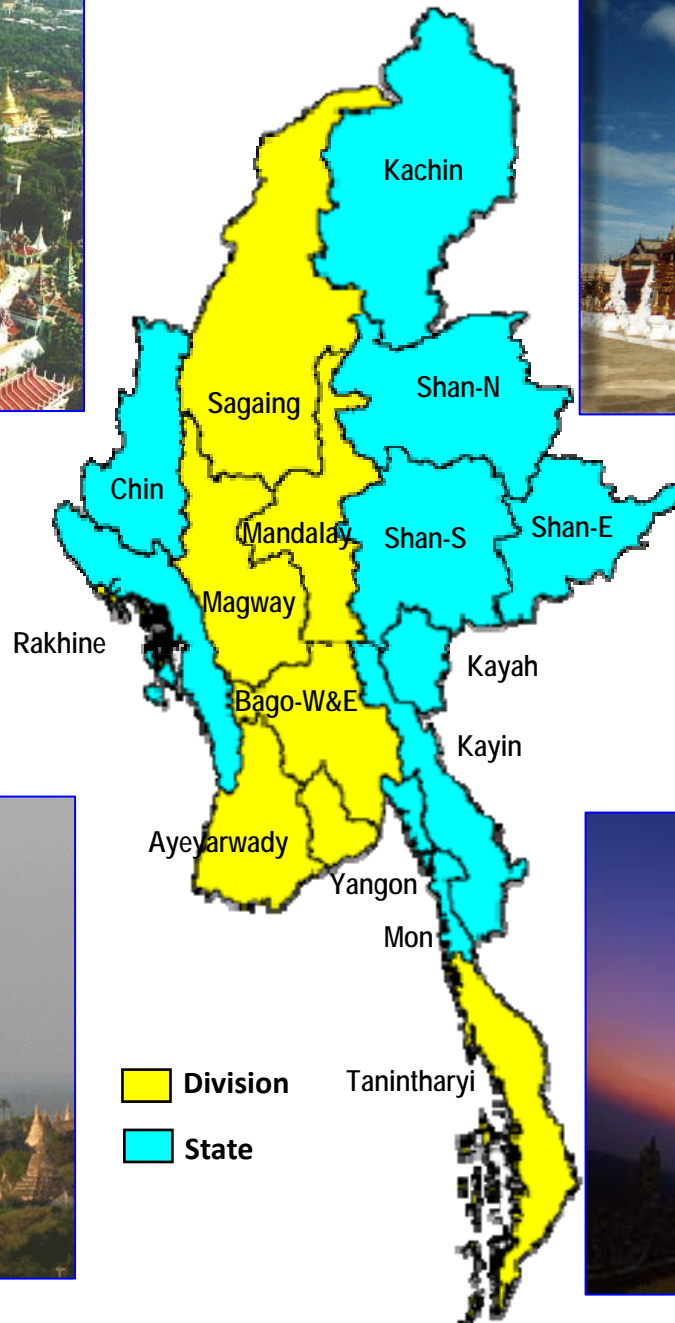 Kachin
Shan-N
Sagaing
Chin
Mandalay
Shan-S
Shan-E
Magway
Rakhine
Kayah
Bago-W&E
Kayin
Ayeyarwady
Yangon
Mon
Tanintharyi
Division
State